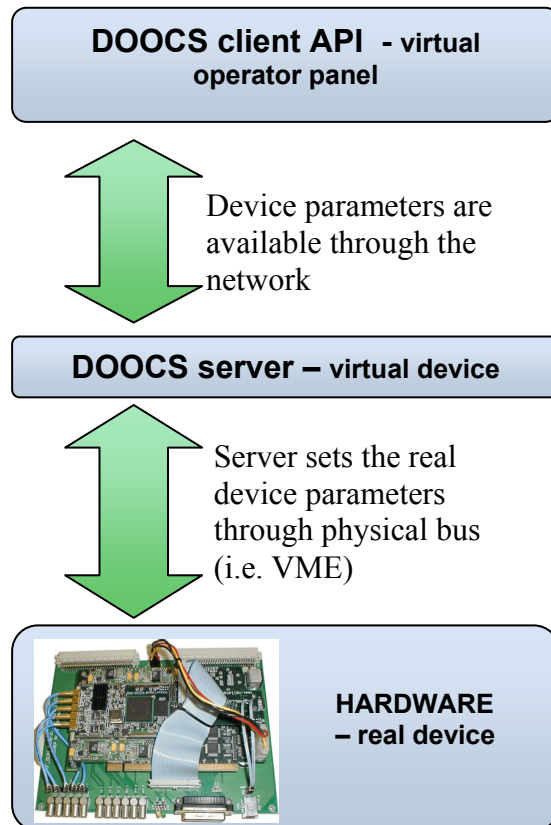 DOOCS client API - virtual
operator panel
Device parameters are
available through the
network
DOOCS server – virtual device
Server sets the real
device parameters
through physical bus
(i.e. VME)
HARDWARE
– real device